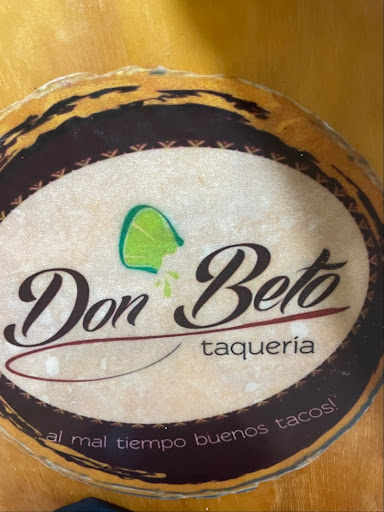 Don Beto
taquería
al mal tiempo buenos tacos!